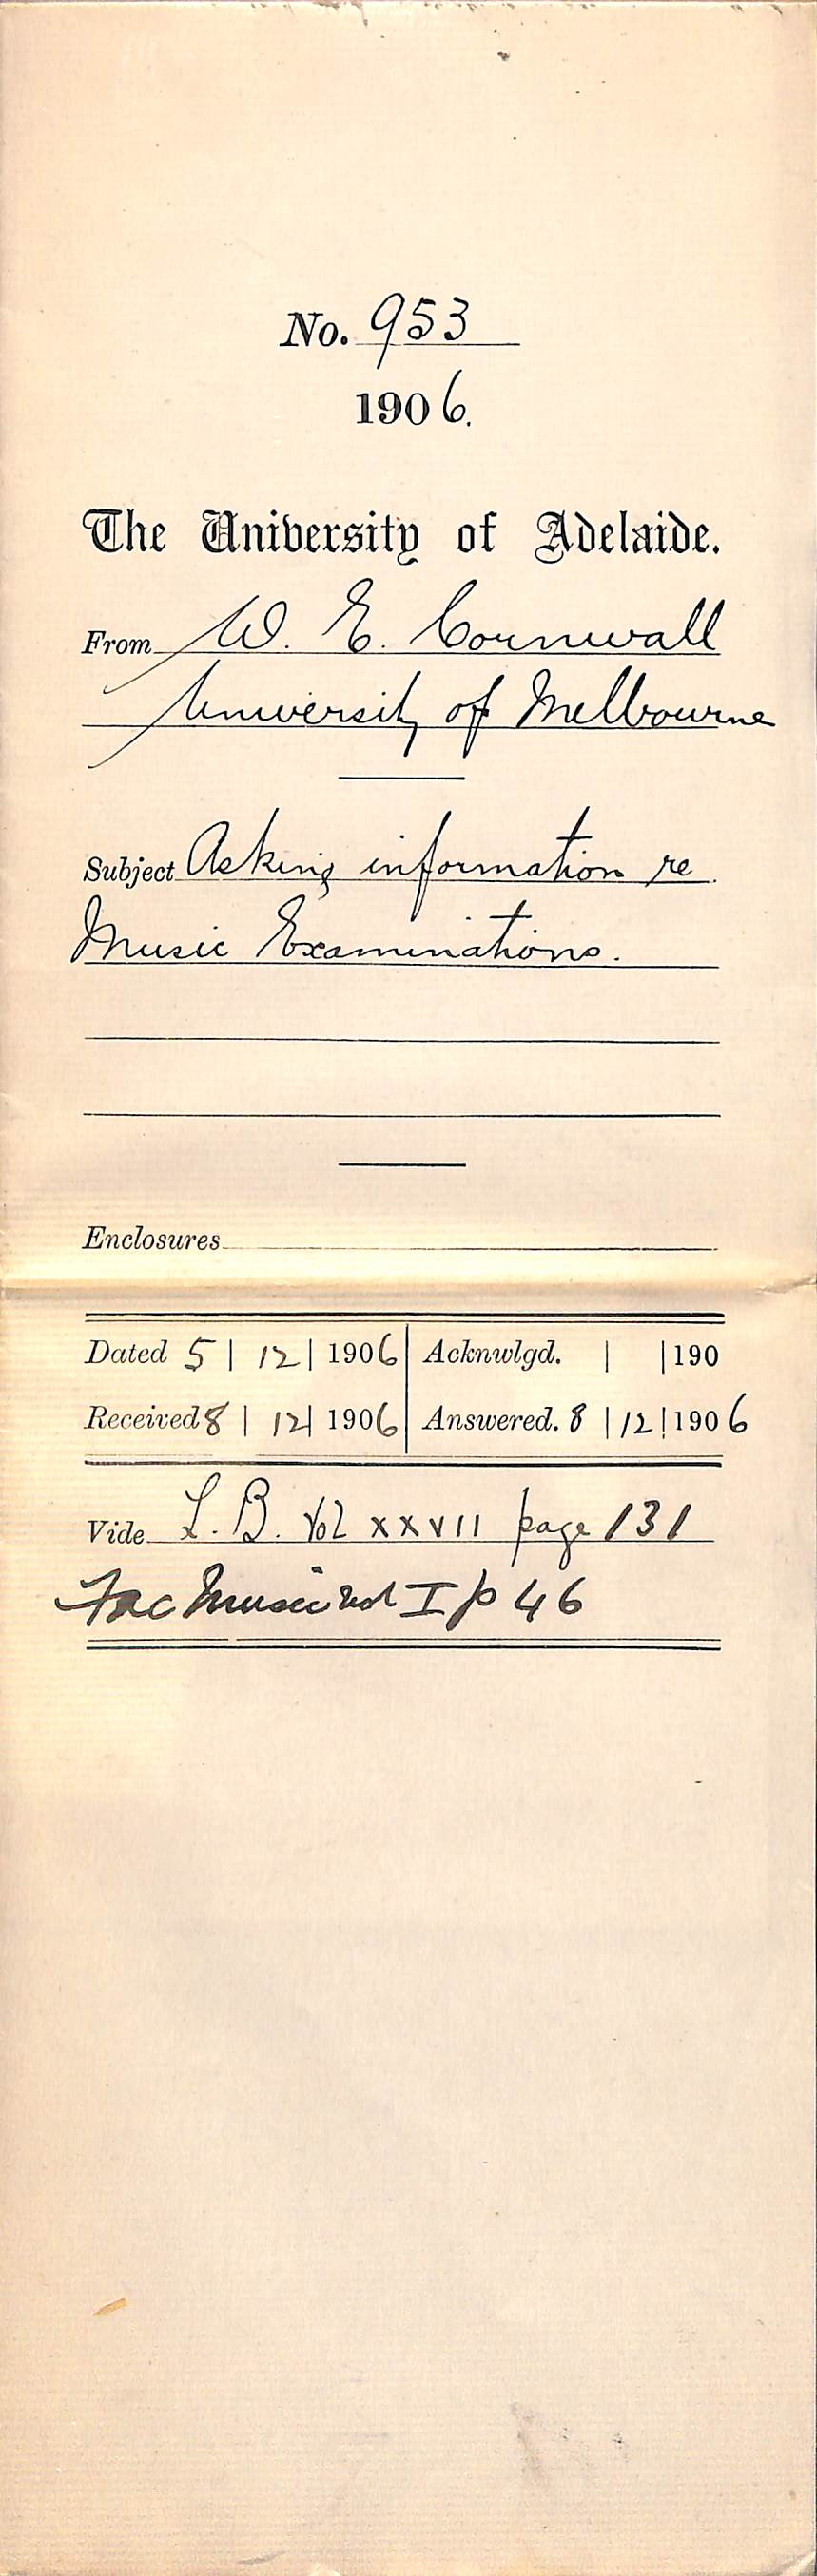 No. 953
1906.
The University of Adelaide.
From W. E. Cornwall
University of Melbourne
Subject Asking information re
Music Examinations.
Enclosures
Dated 5 | 12 | 1906 Acknwlgd. | | 190
Received 8 | 12 | 1906 Answered. 8 | 12 | 1906
Vide L. B. Vol XXVII page 131
Fac Music vol I p 46